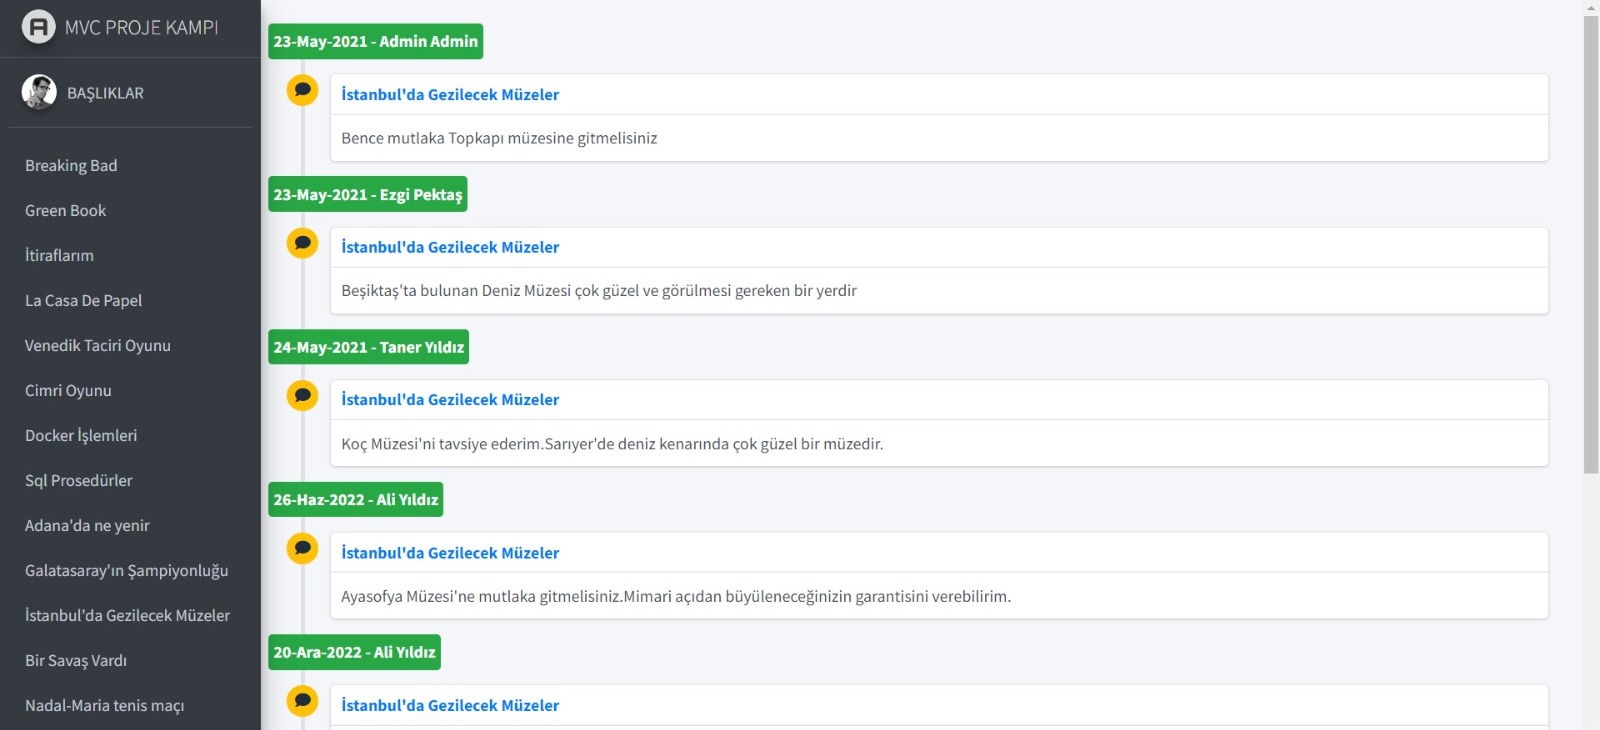 MVC PROJE KAMPI
BAŞLIKLAR
Breaking Bad
Green Book
İtiraflarım
La Casa De Papel
Venedik Taciri Oyunu
Cimri Oyunu
Docker İşlemleri
Sql Prosedürler
Adana'da ne yenir
Galatasaray'ın Şampiyonluğu
İstanbul'da Gezilecek Müzeler
Bir Savaş Vardı
Nadal-Maria tenis maçı
23-May-2021 - Admin Admin
İstanbul'da Gezilecek Müzeler
Bence mutlaka Topkapı müzesine gitmelisiniz
23-May-2021 - Ezgi Pektaş
İstanbul'da Gezilecek Müzeler
Beşiktaş'ta bulunan Deniz Müzesi çok güzel ve görülmesi gereken bir yerdir
24-May-2021 - Taner Yıldız
İstanbul'da Gezilecek Müzeler
Koç Müzesi'ni tavsiye ederim.Sarıyer'de deniz kenarında çok güzel bir müzedir.
26-Haz-2022 - Ali Yıldız
İstanbul'da Gezilecek Müzeler
Ayasofya Müzesi'ne mutlaka gitmelisiniz.Mimari açıdan büyüleneceğinizin garantisini verebilirim.
20-Ara-2022 - Ali Yıldız
İstanbul'da Gezilecek Müzeler